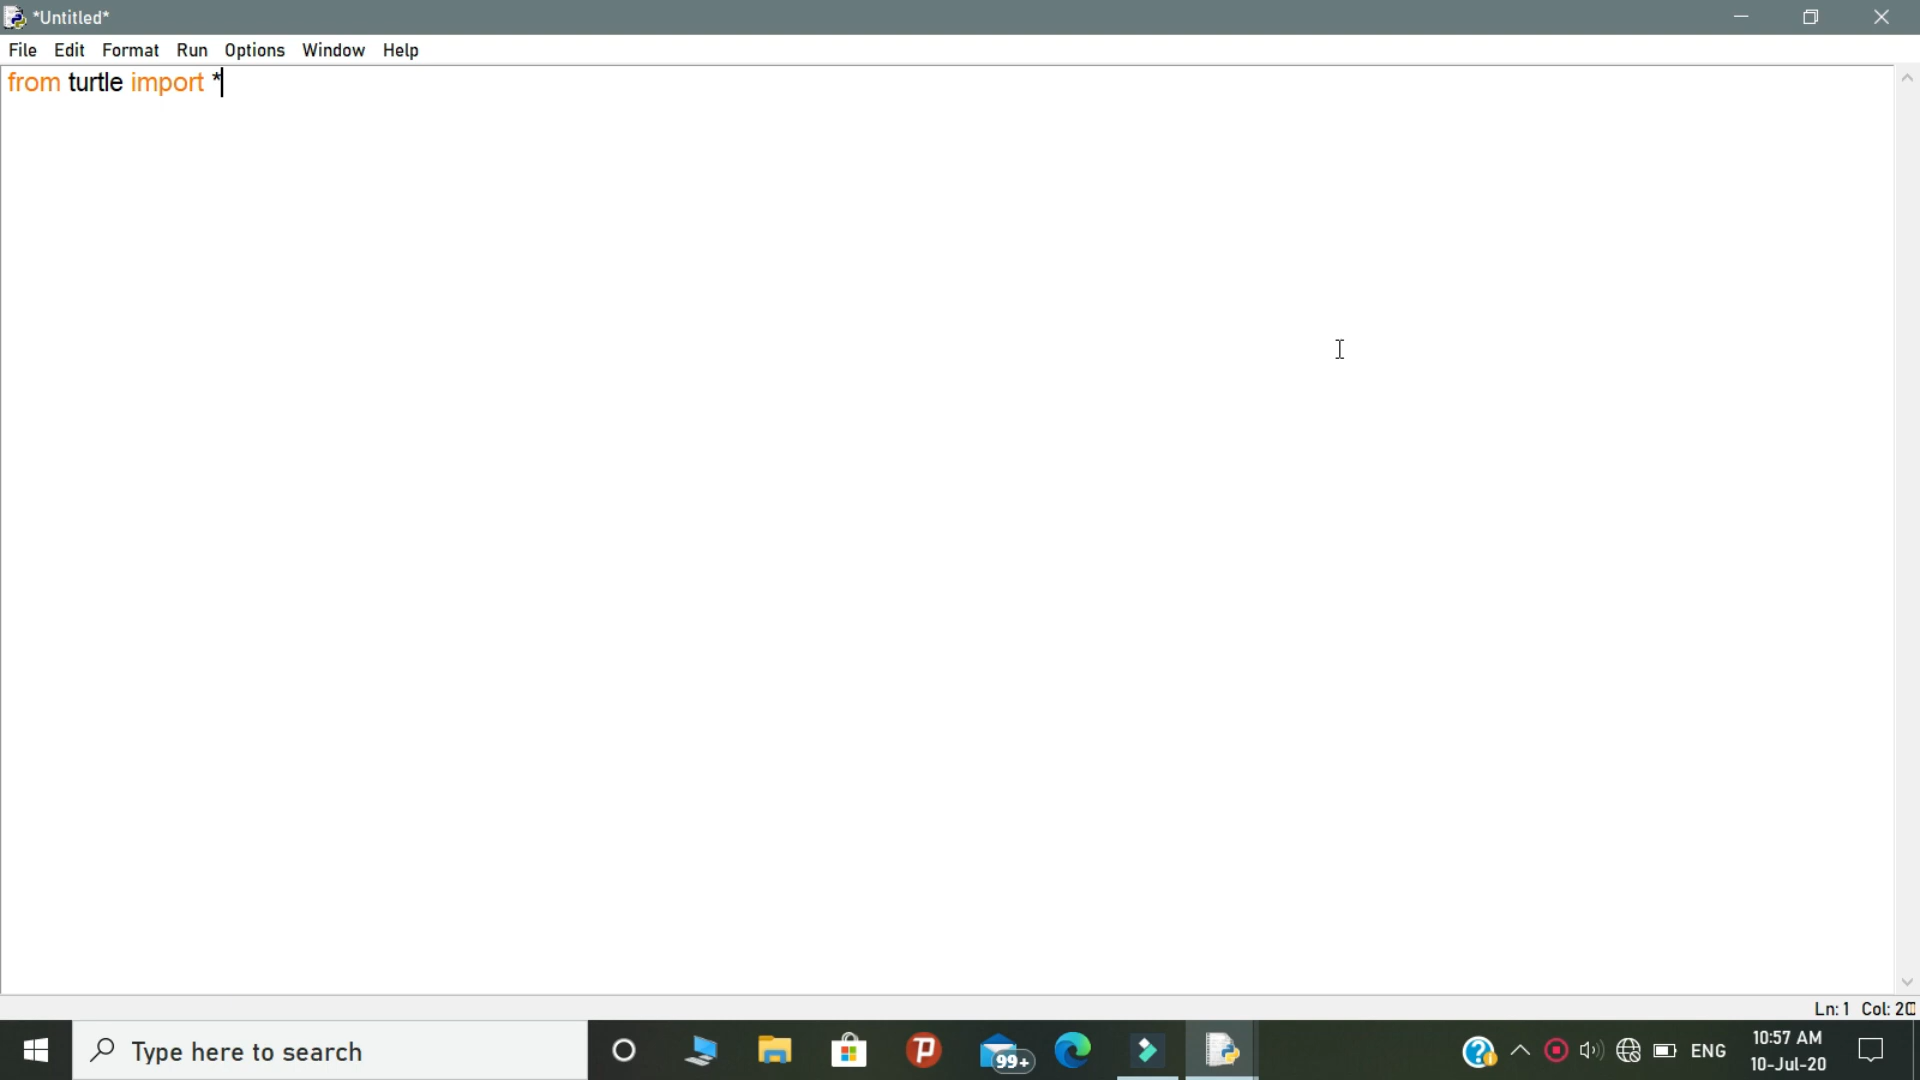 *Untitled*
File Edit Format Run Options Window Help
from turtle import *
Ln: 1 Col: 20
Type here to search
99+
ENG
10:57 AM
10-Jul-20